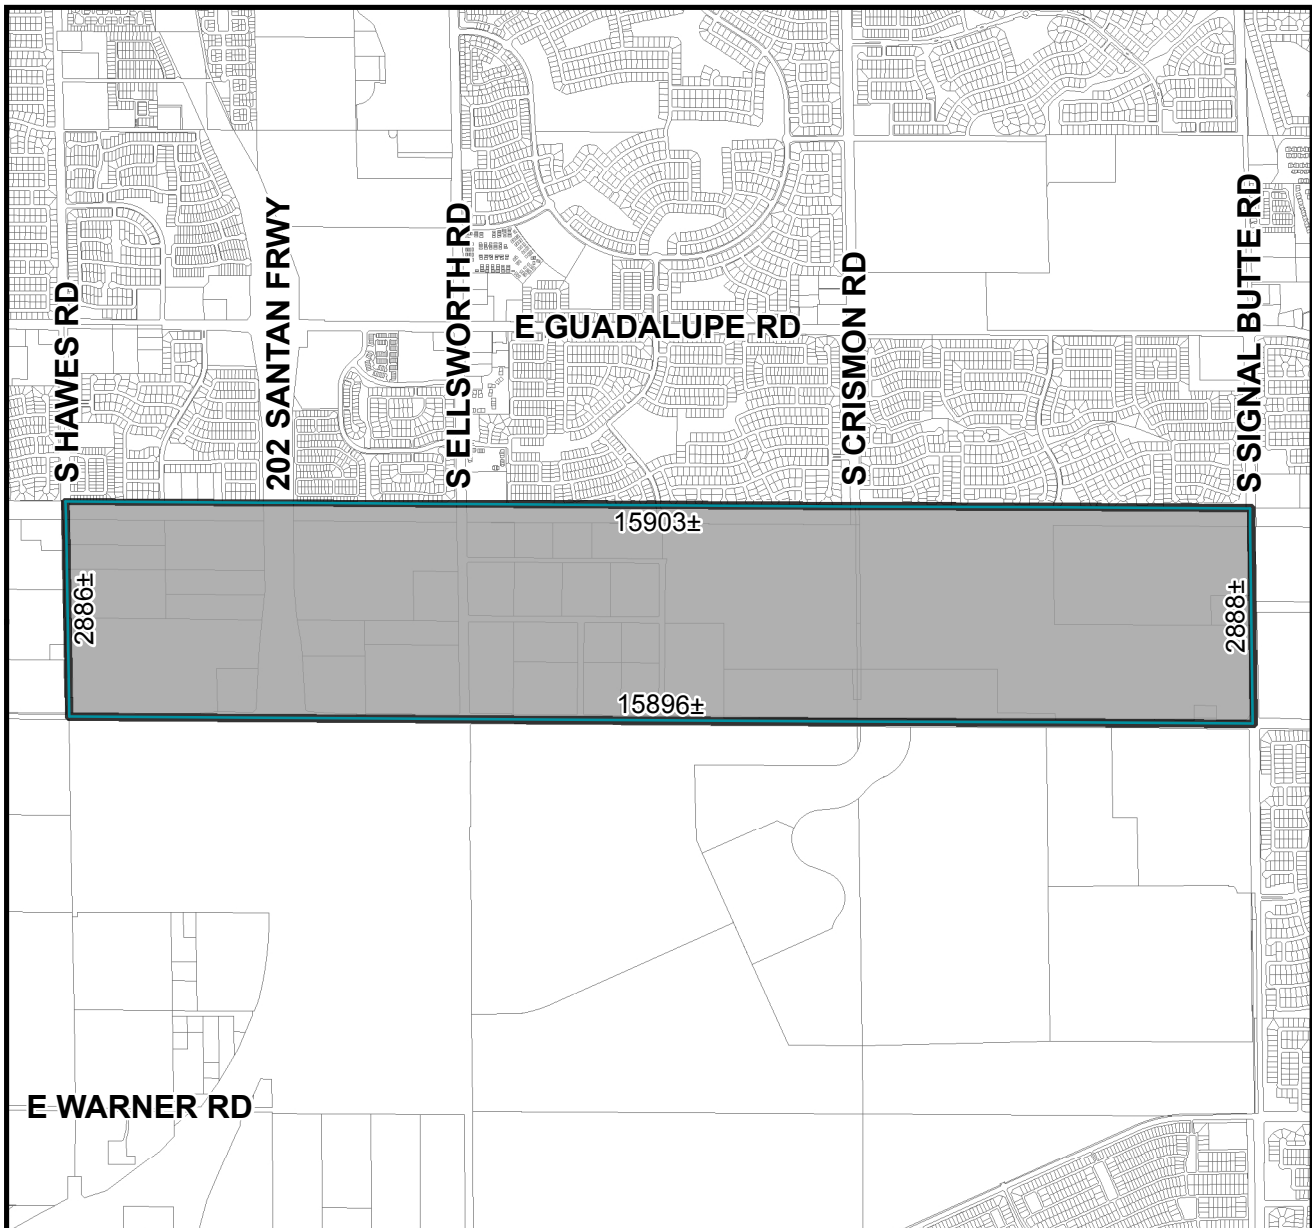 S HAWES RD
202 SANTAN FRWY
S ELLSWORTH RD
E GUADALUPE RD
S CRISMON RD
S SIGNAL BUTTE RD
15903±
2886±
2888±
15896±
E WARNER RD